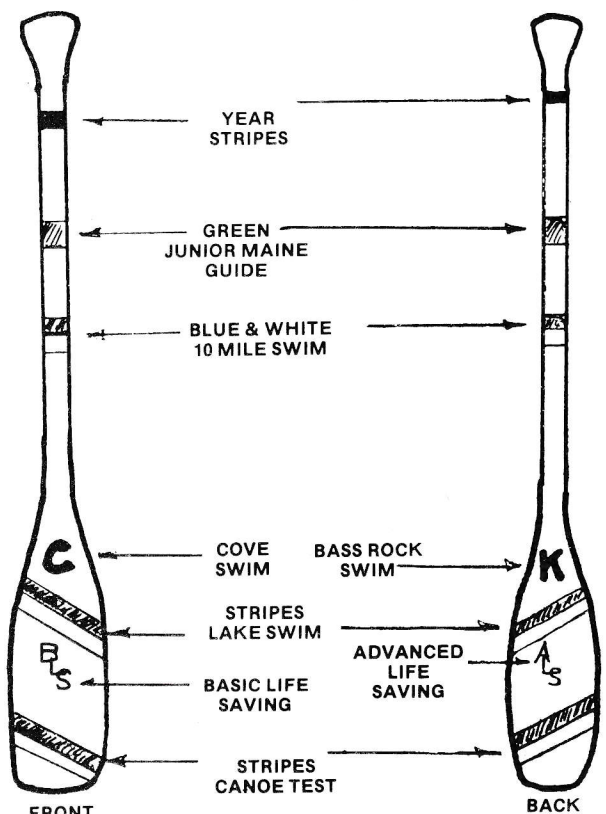 YEAR
STRIPES
GREEN
JUNIOR MAINE
GUIDE
BLUE & WHITE
10 MILE SWIM
C
K
COVE
SWIM
BASS ROCK
SWIM
STRIPES
LAKE SWIM
BLS
ALS
ADVANCED
LIFE
SAVING
BASIC LIFE
SAVING
STRIPES
CANOE TEST
FRONT
BACK